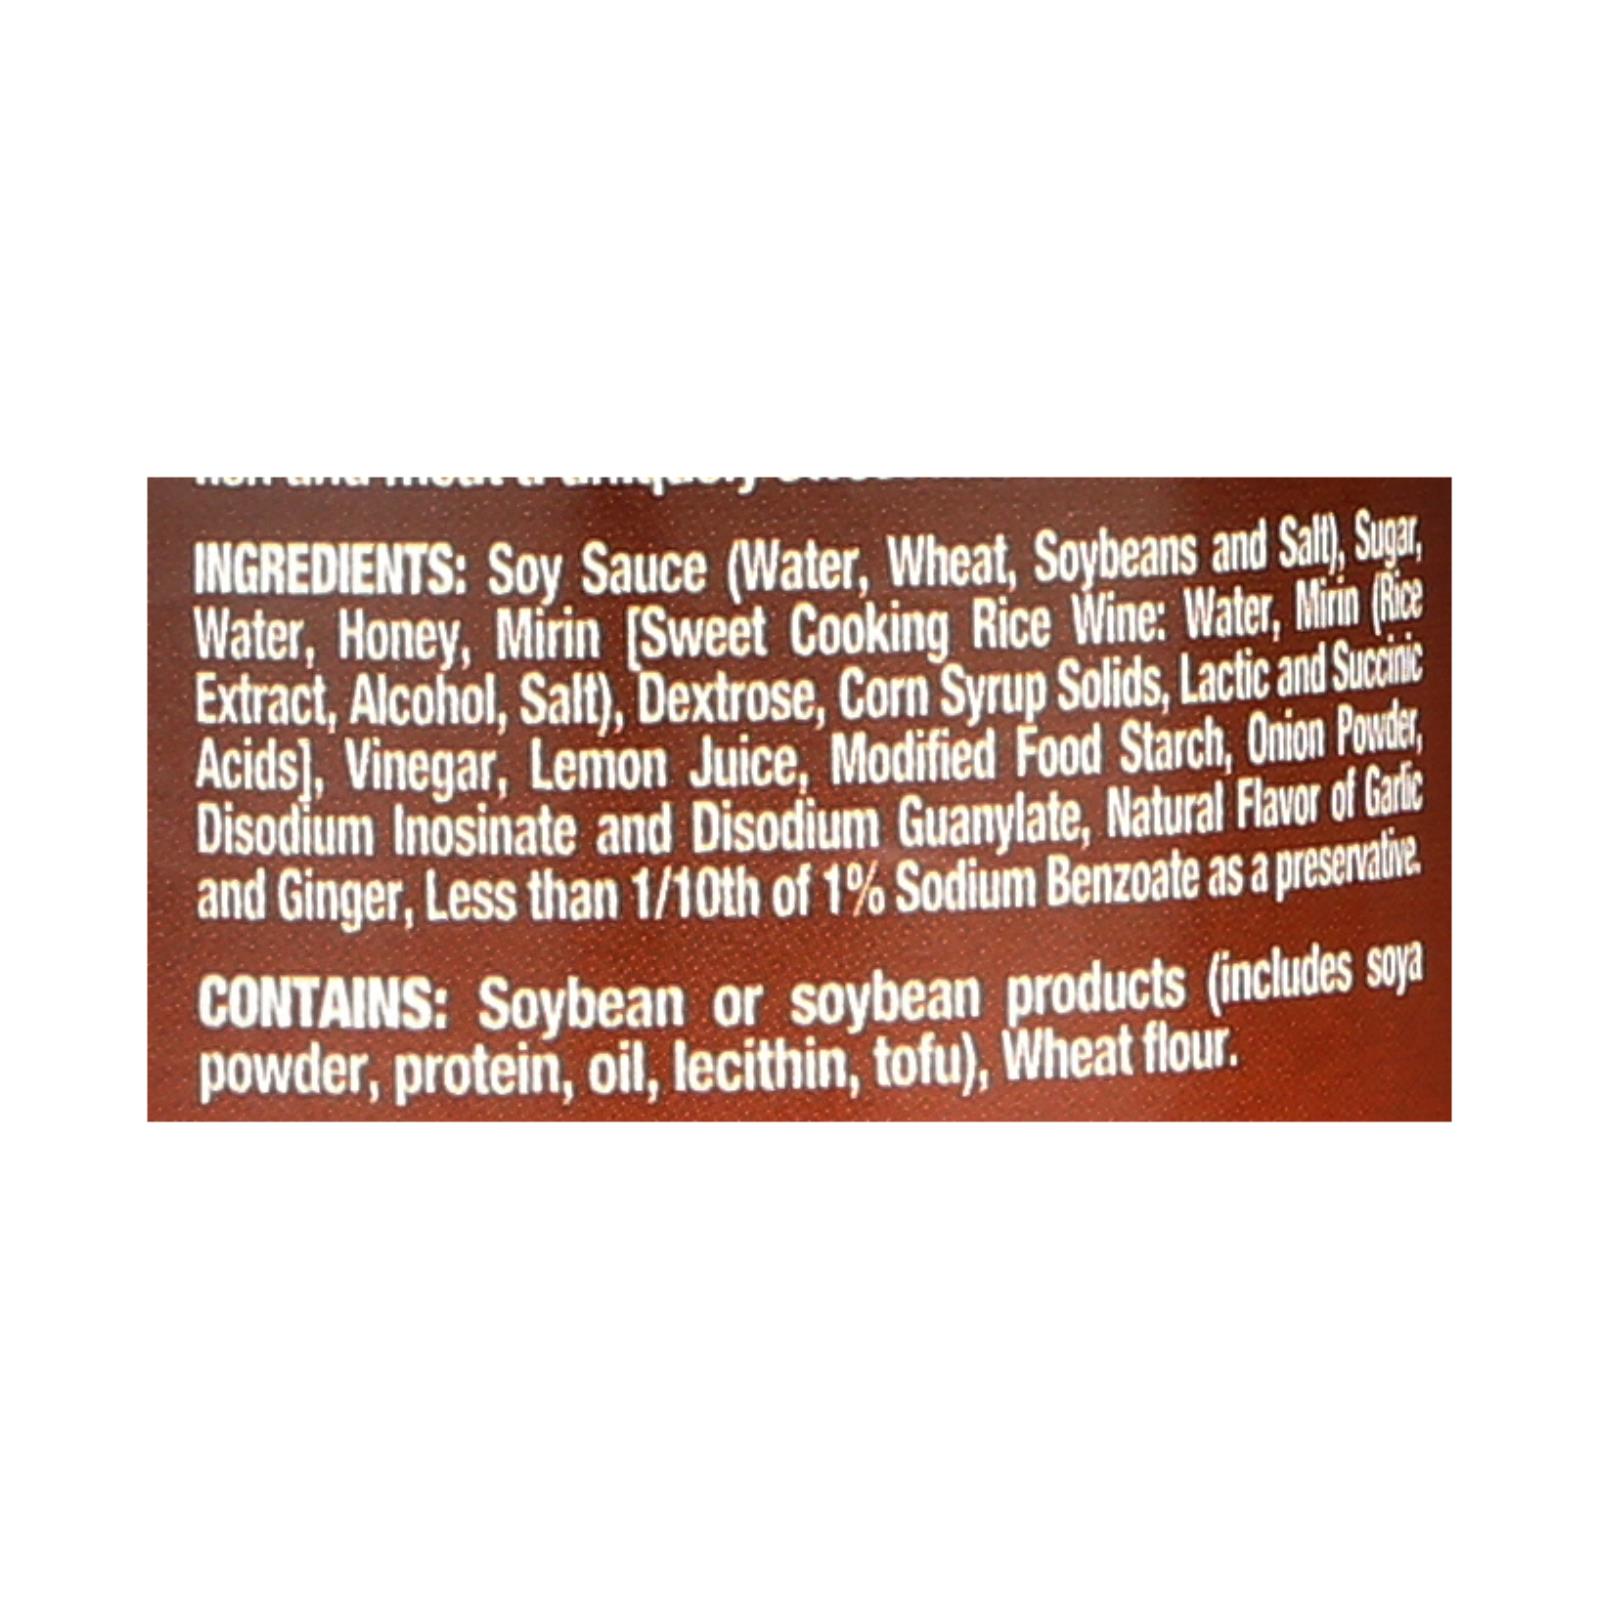 INGREDIENTS: Soy Sauce (Water, Wheat, Soybeans and Salt), Sugar,
Water, Honey, Mirin [Sweet Cooking Rice Wine: Water, Mirin (Rice
Extract, Alcohol, Salt), Dextrose, Corn Syrup Solids, Lactic and Succinic
Acids], Vinegar, Lemon Juice, Modified Food Starch, Onion Powder,
Disodium Inosinate and Disodium Guanylate, Natural Flavor of Garlic
and Ginger, Less than 1/10th of 1% Sodium Benzoate as a preservative.
CONTAINS: Soybean or soybean products (includes soya
powder, protein, oil, lecithin, tofu), Wheat flour.